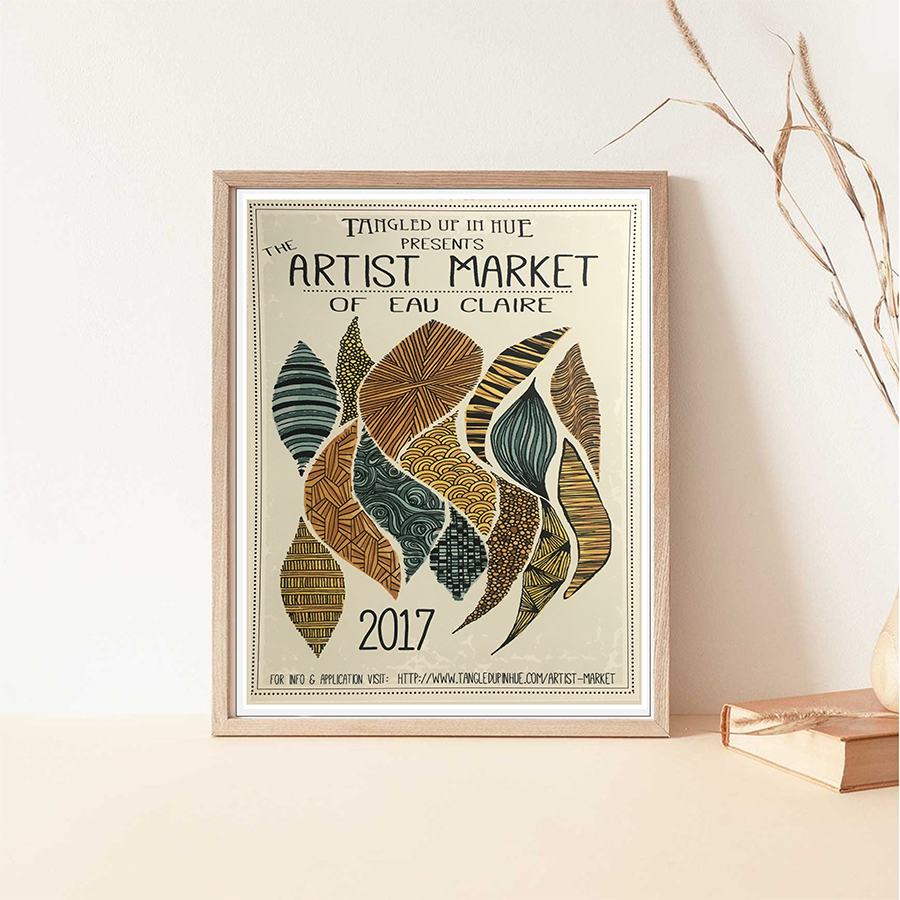 TANGLED UP IN HUE
PRESENTS
THE
ARTIST MARKET
OF EAU CLAIRE
2017
FOR INFO & APPLICATION VISIT: HTTP://WWW.TANGLEDUPINHUE.COM/ARTIST-MARKET